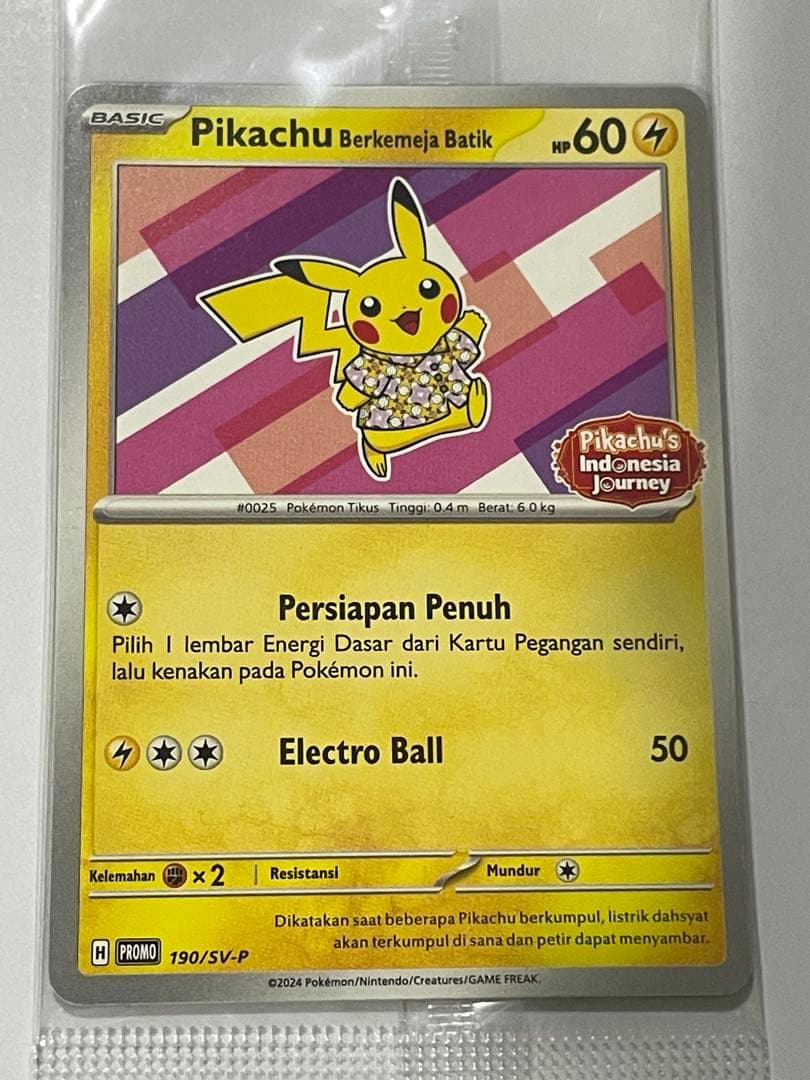 BASIC
Pikachu Berkemeja Batik HP 60
Pikachu's
Indonesia
Journey
#0025 Pokémon Tikus Tinggi: 0.4 m Berat: 6.0 kg
Persiapan Penuh
Pilih 1 lembar Energi Dasar dari Kartu Pegangan sendiri,
lalu kenakan pada Pokémon ini.
Electro Ball 50
Kelemahan ×2 Resistansi Mundur
Dikatakan saat beberapa Pikachu berkumpul, listrik dahsyat
akan terkumpul di sana dan petir dapat menyambar.
H PROMO 190/SV-P
©2024 Pokémon/Nintendo/Creatures/GAME FREAK.